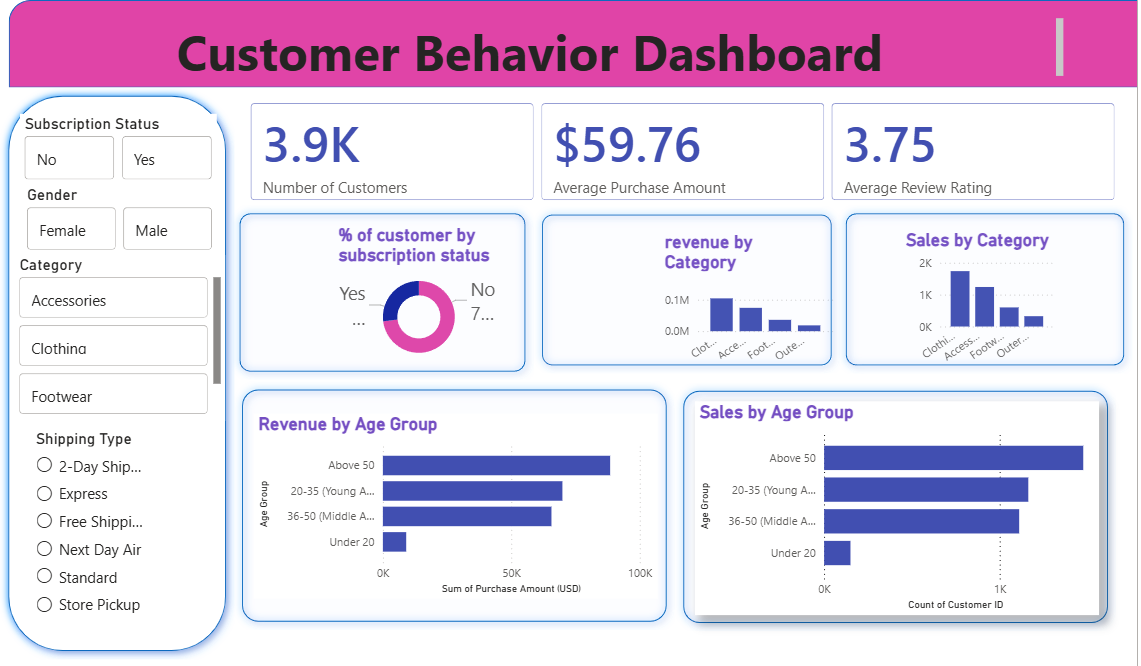 Customer Behavior Dashboard
Subscription Status
No
Yes
Gender
Female
Male
Category
Accessories
Clothing
Footwear
Shipping Type
2-Day Ship...
Express
Free Shippi...
Next Day Air
Standard
Store Pickup
3.9K
Number of Customers
$59.76
Average Purchase Amount
3.75
Average Review Rating
% of customer by
subscription status
Yes
...
No
7...
revenue by
Category
0.1M
0.0M
Clot...
Acce...
Foot...
Oute...
Sales by Category
2K
1K
0K
Clothi...
Access...
Footw...
Outer...
Revenue by Age Group
Age Group
Above 50
20-35 (Young A...
36-50 (Middle A...
Under 20
0K
50K
100K
Sum of Purchase Amount (USD)
Sales by Age Group
Age Group
Above 50
20-35 (Young A...
36-50 (Middle A...
Under 20
0K
1K
Count of Customer ID